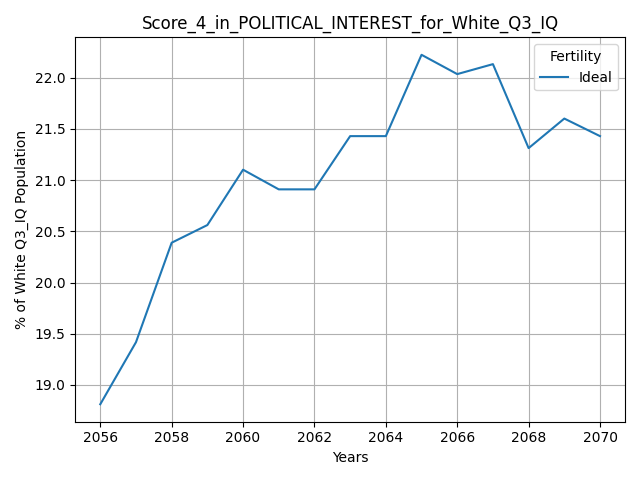 Score_4_in_POLITICAL_INTEREST_for_White_Q3_IQ
Fertility
Ideal
% of White Q3_IQ Population
22.0
21.5
21.0
20.5
20.0
19.5
19.0
2056 2058 2060 2062 2064 2066 2068 2070
Years